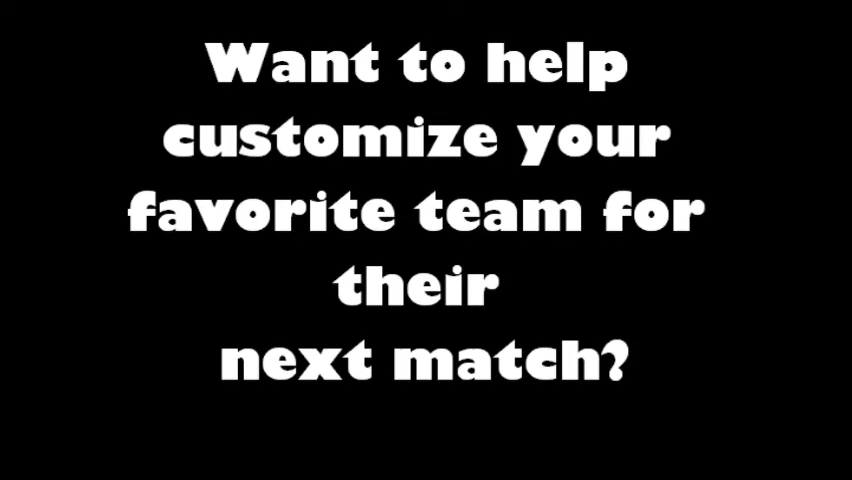 Want to help
customize your
favorite team for
their
next match?